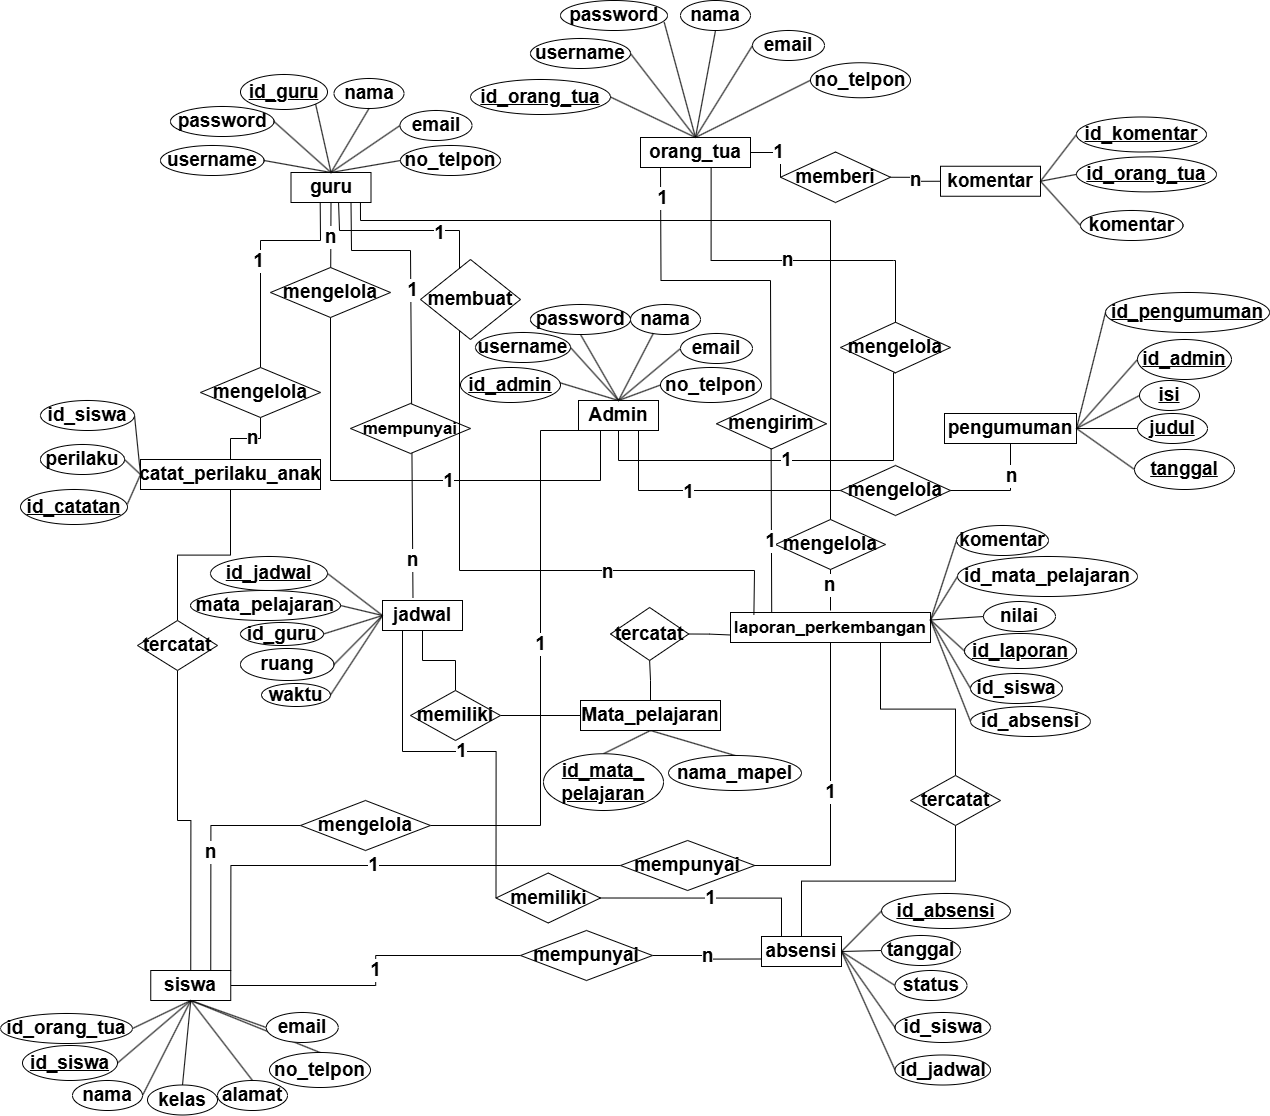 password
nama
username
email
id_orang_tua
no_telpon
orang_tua
1
memberi
n
komentar
id_komentar
id_orang_tua
komentar
id_guru
nama
password
email
username
no_telpon
guru
1
n
1
1
1
n
mengelola
mengelola
membuat
mengelola
mengelola
password
nama
username
email
id_admin
no_telpon
Admin
mempunyai
mengirim
id_pengumuman
id_admin
isi
judul
tanggal
pengumuman
n
mengelola
1
1
1
n
id_siswa
perilaku
id_catatan
catat_perilaku_anak
tercatat
n
n
1
mengelola
n
id_jadwal
mata_pelajaran
id_guru
ruang
waktu
jadwal
1
tercatat
laporan_perkembangan
komentar
id_mata_pelajaran
nilai
id_laporan
id_siswa
id_absensi
memiliki
Mata_pelajaran
id_mata_
pelajaran
nama_mapel
1
1
tercatat
mengelola
n
1
mempunyai
memiliki
1
mempunyai
1
n
absensi
id_absensi
tanggal
status
id_siswa
id_jadwal
siswa
id_orang_tua
id_siswa
nama
kelas
alamat
email
no_telpon